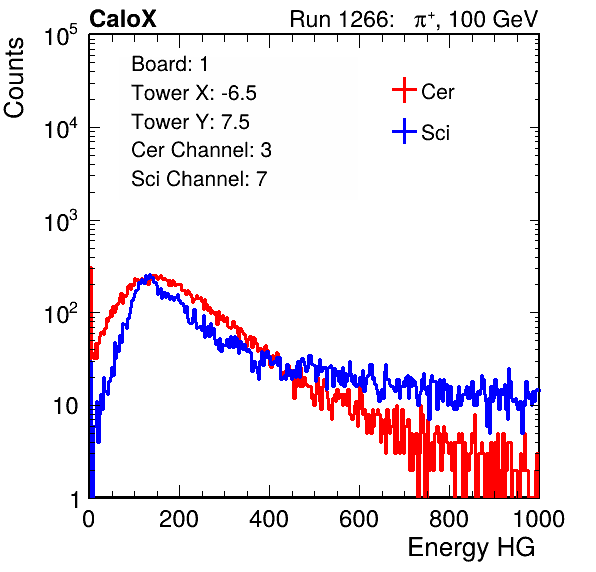 CaloX Run 1266: π⁺, 100 GeV
Counts
Board: 1
Tower X: -6.5
Tower Y: 7.5
Cer Channel: 3
Sci Channel: 7
Cer
Sci
10⁵
10⁴
10³
10²
10
1
0 200 400 600 800 1000
Energy HG